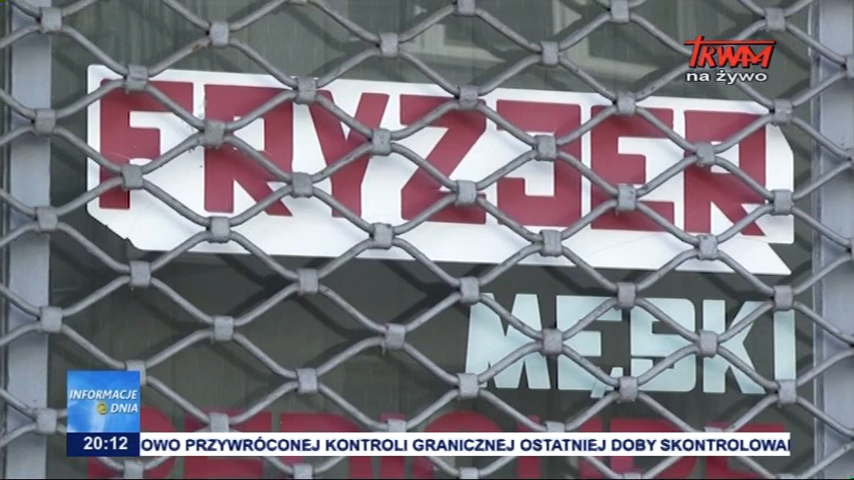 TRWAM
na żywo
FRYZJER
MĘSKI
INFORMACJE
DNIA
20:12
OWO PRZYWRÓCONEJ KONTROLI GRANICZNEJ OSTATNIEJ DOBY SKONTROLOWA